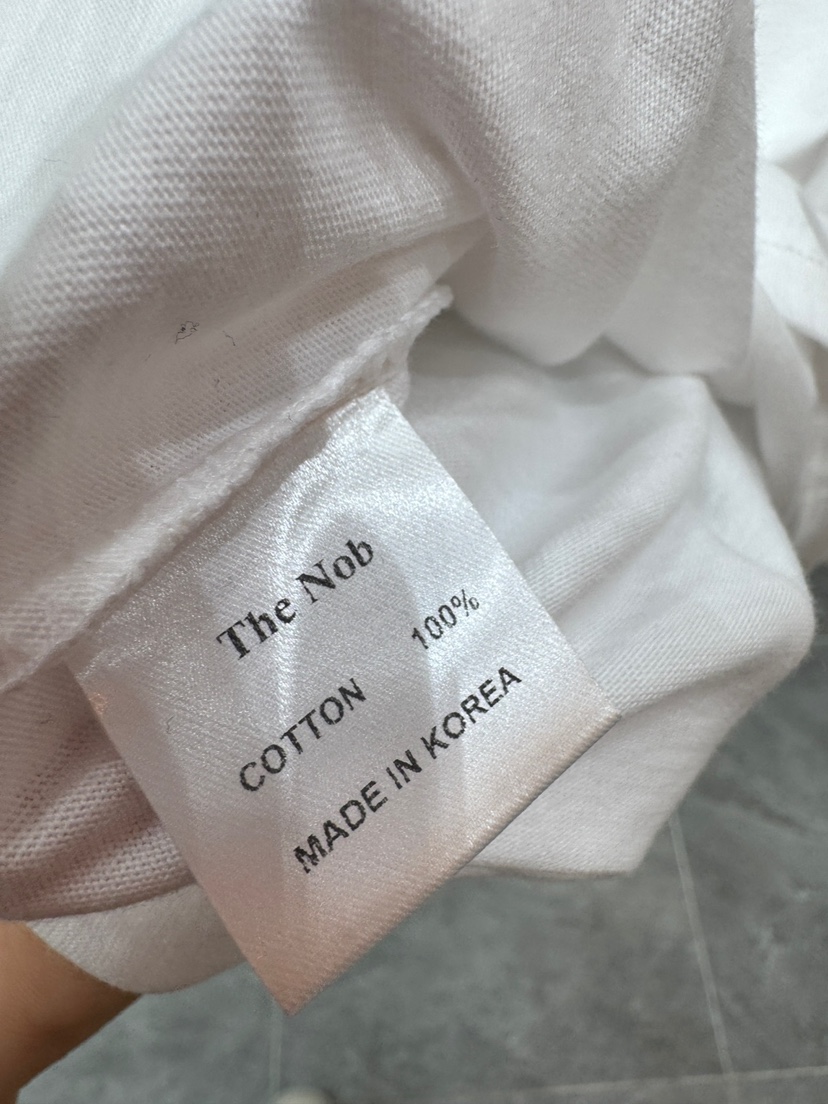 The Nob
COTTON 100%
MADE IN KOREA